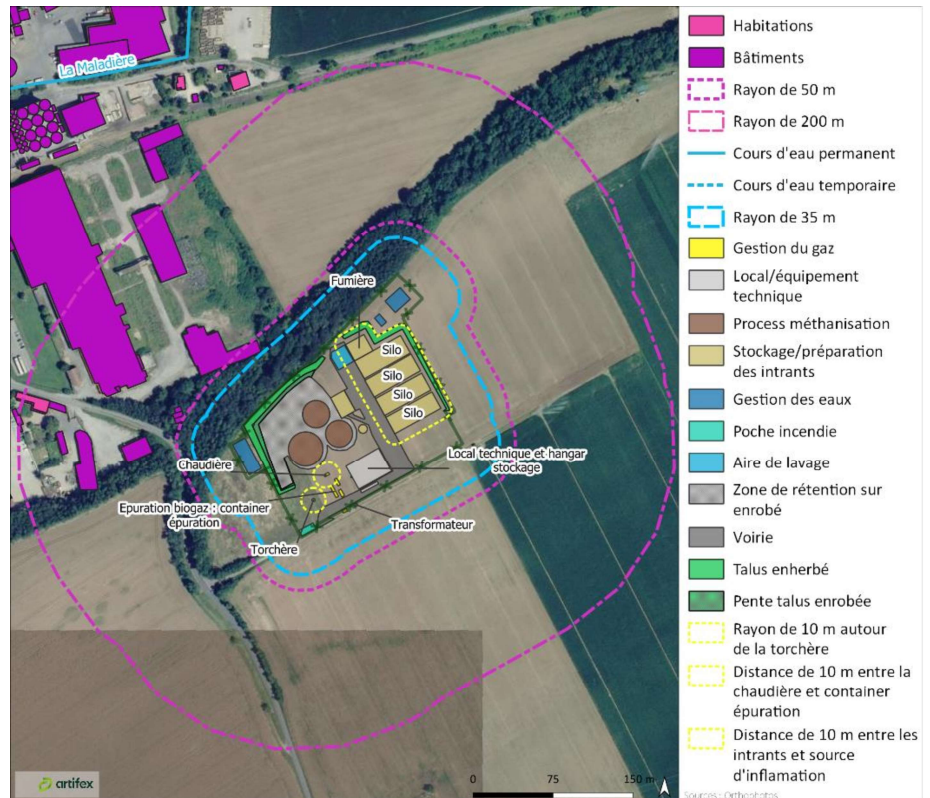 La Maladière
Fumière
Silo
Silo
Silo
Silo
Chaudière
Local technique et hangar
stockage
Epuration biogaz : container
épuration
Torchère
Transformateur
artifex
0 75 150 m
Habitations
Bâtiments
Rayon de 50 m
Rayon de 200 m
Cours d'eau permanent
Cours d'eau temporaire
Rayon de 35 m
Gestion du gaz
Local/équipement
technique
Process méthanisation
Stockage/préparation
des intrants
Gestion des eaux
Poche incendie
Aire de lavage
Zone de rétention sur
enrobé
Voirie
Talus enherbé
Pente talus enrobée
Rayon de 10 m autour
de la torchère
Distance de 10 m entre la
chaudière et container
épuration
Distance de 10 m entre les
intrants et source
d'inflamation
Sources : Orthophotos